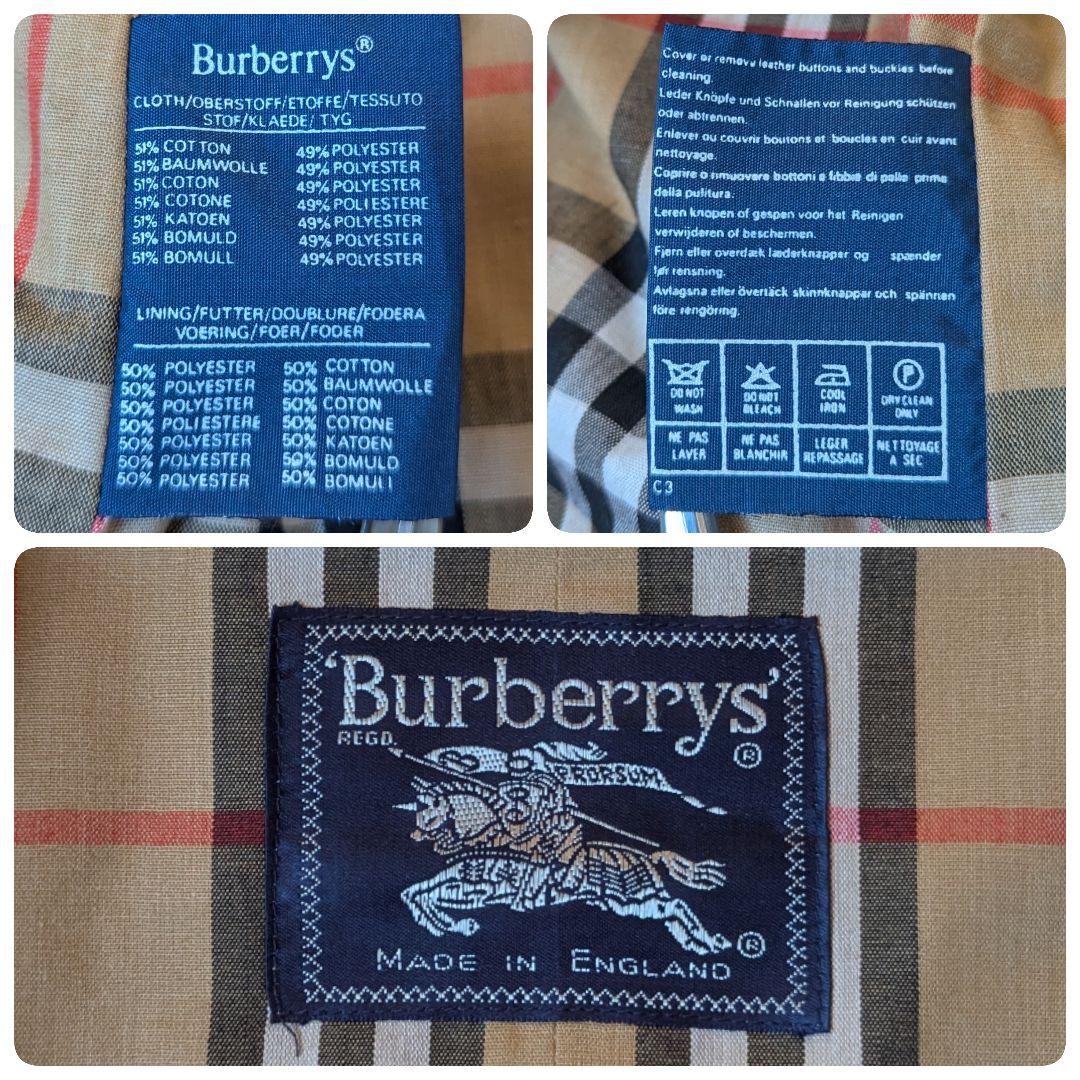 Burberrys®
CLOTH/OBERSTOFF/ETOFFE/TESSUTO
STOF/KLAEDE/TYG
51% COTTON 49% POLYESTER
51% BAUMWOLLE 49% POLYESTER
51% COTON 49% POLYESTER
51% COTONE 49% POLIESTERE
51% KATOEN 49% POLYESTER
51% BOMULD 49% POLYESTER
51% BOMULL 49% POLYESTER
LINING/FUTTER/DOUBLURE/FODERA
VOERING/FOER/FODER
50% POLYESTER 50% COTTON
50% POLYESTER 50% BAUMWOLLE
50% POLYESTER 50% COTON
50% POLIESTERE 50% COTONE
50% POLYESTER 50% KATOEN
50% POLYESTER 50% BOMULD
50% POLYESTER 50% BOMULL
Cover or remove leather buttons and buckles before
cleaning.
Leder Knöpfe und Schnallen vor Reinigung schützen
oder abtrennen.
Enlever ou couvrir boutons et boucles en cuir avant
nettoyage.
Coprire o rimuovere bottoni e fibbie di pelle prima
della pulitura.
Leren knopen of gespen voor het Reinigen
verwijderen of beschermen.
Fjern eller overdæk læderknapper og spænder
før rensning.
Avlagsna eller övertäck skinnknappar och spännen
före rengöring.
DO NOT WASH
DO NOT BLEACH
COOL IRON
P
DRY CLEAN ONLY
NE PAS LAVER
NE PAS BLANCHIR
LEGER REPASSAGE
NETTOYAGE A SEC
C3
'Burberrys'
REGD. ®
PRORSUM
®
MADE IN ENGLAND